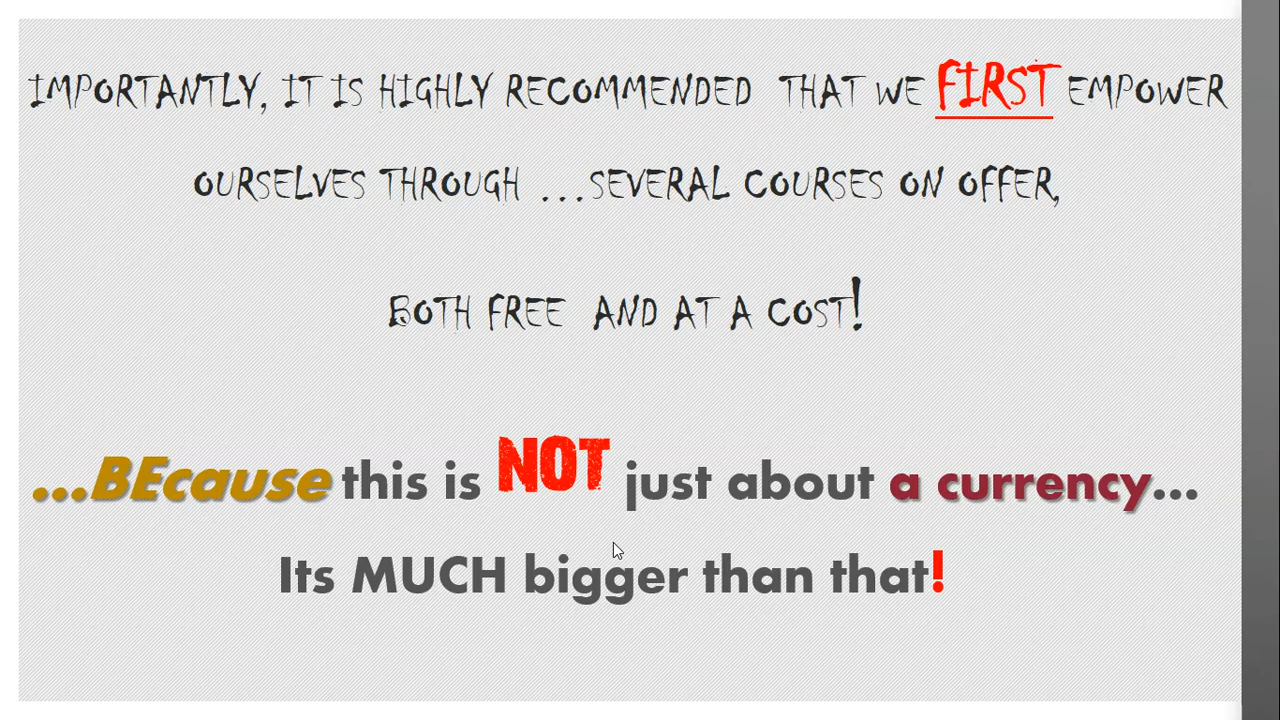 IMPORTANTLY, IT IS HIGHLY RECOMMENDED THAT WE FIRST EMPOWER
OURSELVES THROUGH ...SEVERAL COURSES ON OFFER,
BOTH FREE AND AT A COST!
...BEcause this is NOT just about a currency...
Its MUCH bigger than that!